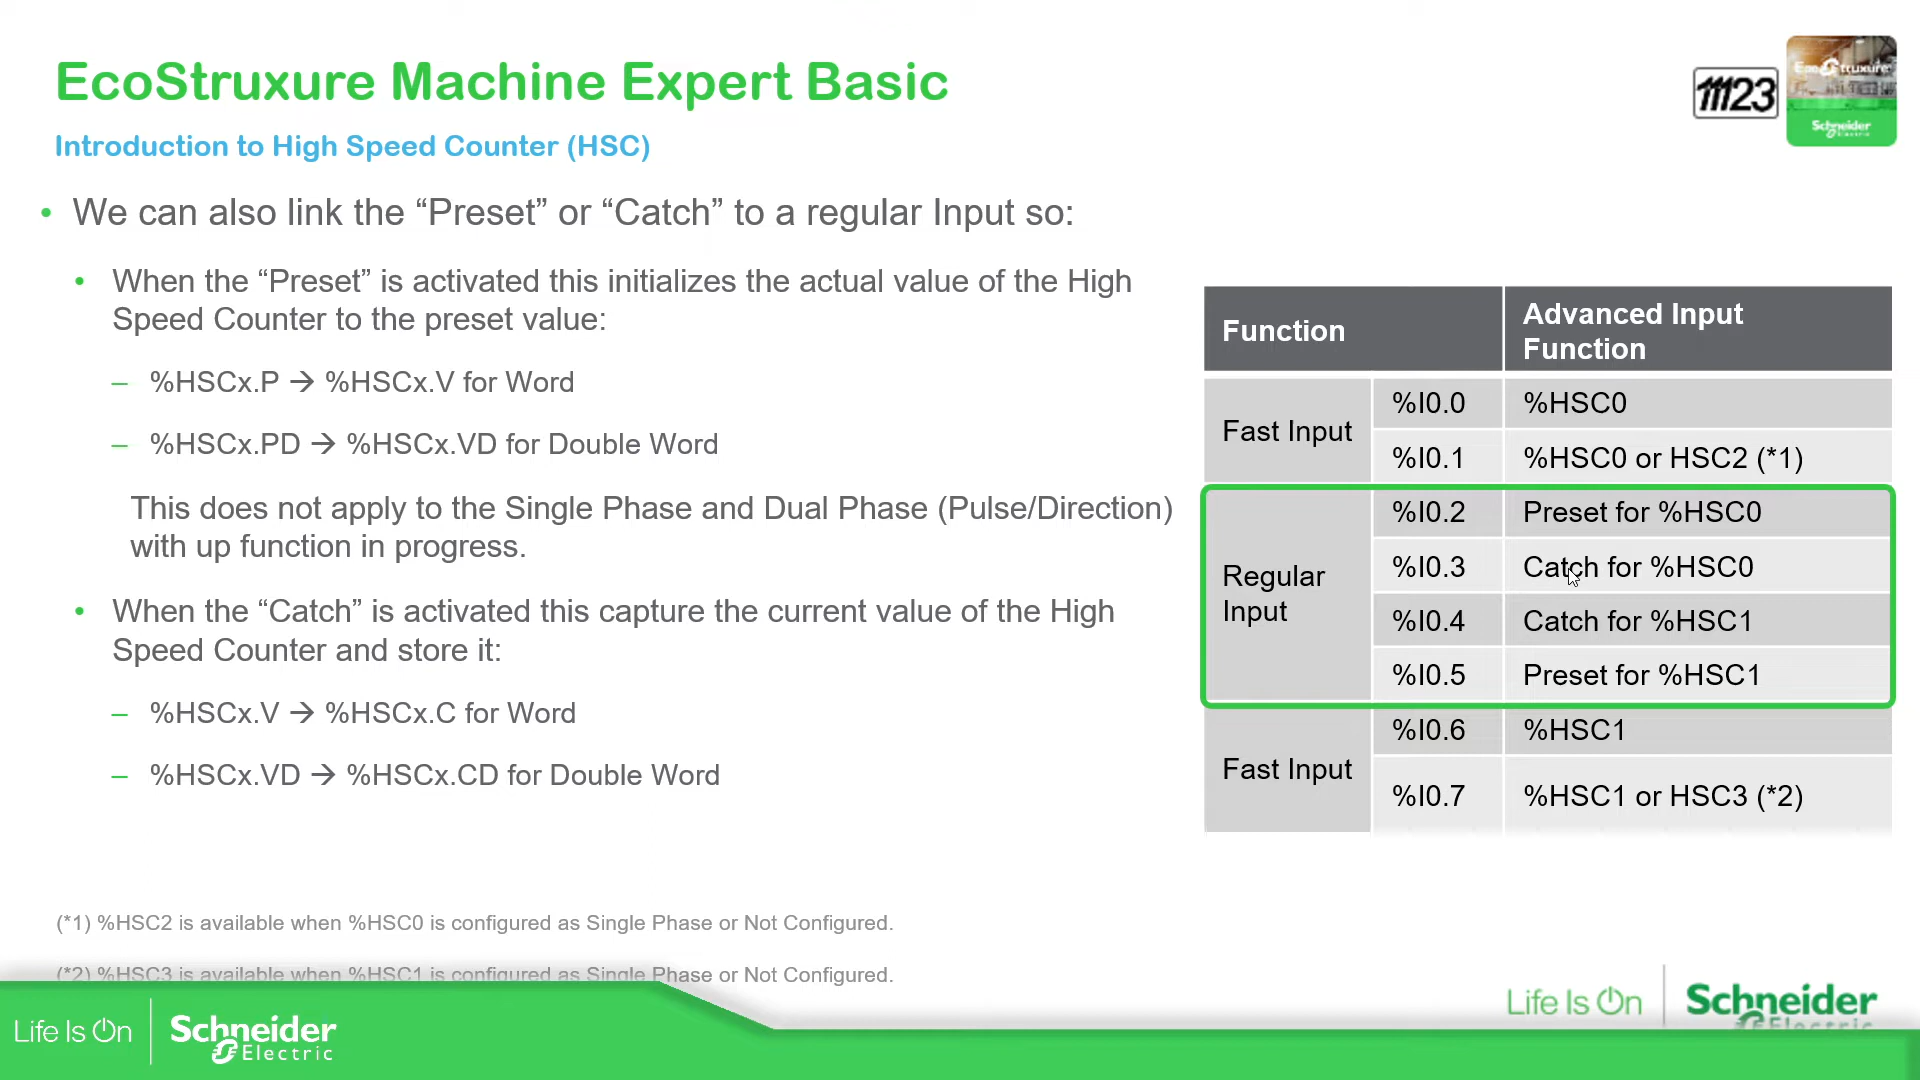 EcoStruxure Machine Expert Basic
Introduction to High Speed Counter (HSC)
11123
EcoStruxure
Schneider
Electric
• We can also link the “Preset” or “Catch” to a regular Input so:
• When the “Preset” is activated this initializes the actual value of the High
Speed Counter to the preset value:
– %HSCx.P → %HSCx.V for Word
– %HSCx.PD → %HSCx.VD for Double Word
This does not apply to the Single Phase and Dual Phase (Pulse/Direction)
with up function in progress.
• When the “Catch” is activated this capture the current value of the High
Speed Counter and store it:
– %HSCx.V → %HSCx.C for Word
– %HSCx.VD → %HSCx.CD for Double Word
Function
Advanced Input
Function
Fast Input
%I0.0 %HSC0
%I0.1 %HSC0 or HSC2 (*1)
Regular
Input
%I0.2 Preset for %HSC0
%I0.3 Catch for %HSC0
%I0.4 Catch for %HSC1
%I0.5 Preset for %HSC1
Fast Input
%I0.6 %HSC1
%I0.7 %HSC1 or HSC3 (*2)
(*1) %HSC2 is available when %HSC0 is configured as Single Phase or Not Configured.
(*2) %HSC3 is available when %HSC1 is configured as Single Phase or Not Configured.
Life Is On
Schneider
Electric
Life Is On
Schneider
Electric